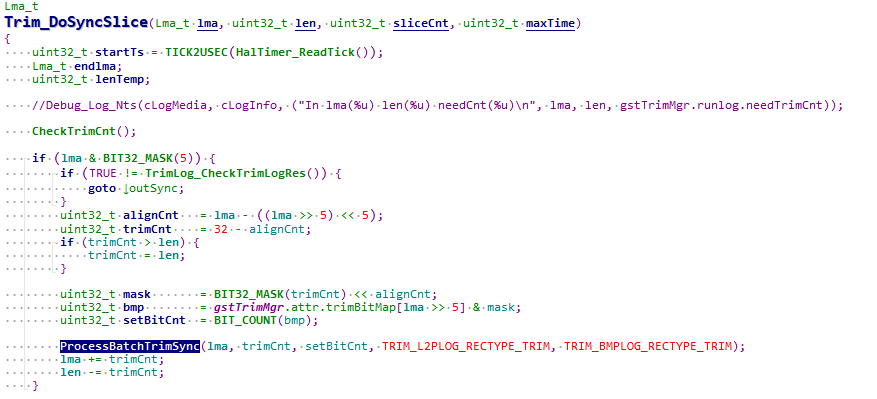 Lma_t
Trim_DoSyncSlice(Lma_t lma, uint32_t len, uint32_t sliceCnt, uint32_t maxTime)
{
    uint32_t startTs = TICK2USEC(HalTimer_ReadTick());
    Lma_t endlma;
    uint32_t lenTemp;
    //Debug_Log_Nts(cLogMedia, cLogInfo, ("In lma(%u) len(%u) needCnt(%u)\n", lma, len, gstTrimMgr.runlog.needTrimCnt));
    CheckTrimCnt();
    if (lma & BIT32_MASK(5)) {
        if (TRUE != TrimLog_CheckTrimLogRes()) {
            goto ↓outSync;
        }
        uint32_t alignCnt   = lma - ((lma >> 5) << 5);
        uint32_t trimCnt    = 32 - alignCnt;
        if (trimCnt > len) {
            trimCnt = len;
        }
        uint32_t mask       = BIT32_MASK(trimCnt) << alignCnt;
        uint32_t bmp        = gstTrimMgr.attr.trimBitMap[lma >> 5] & mask;
        uint32_t setBitCnt  = BIT_COUNT(bmp);
        ProcessBatchTrimSync(lma, trimCnt, setBitCnt, TRIM_L2PLOG_RECTYPE_TRIM, TRIM_BMPLOG_RECTYPE_TRIM);
        lma += trimCnt;
        len -= trimCnt;
    }